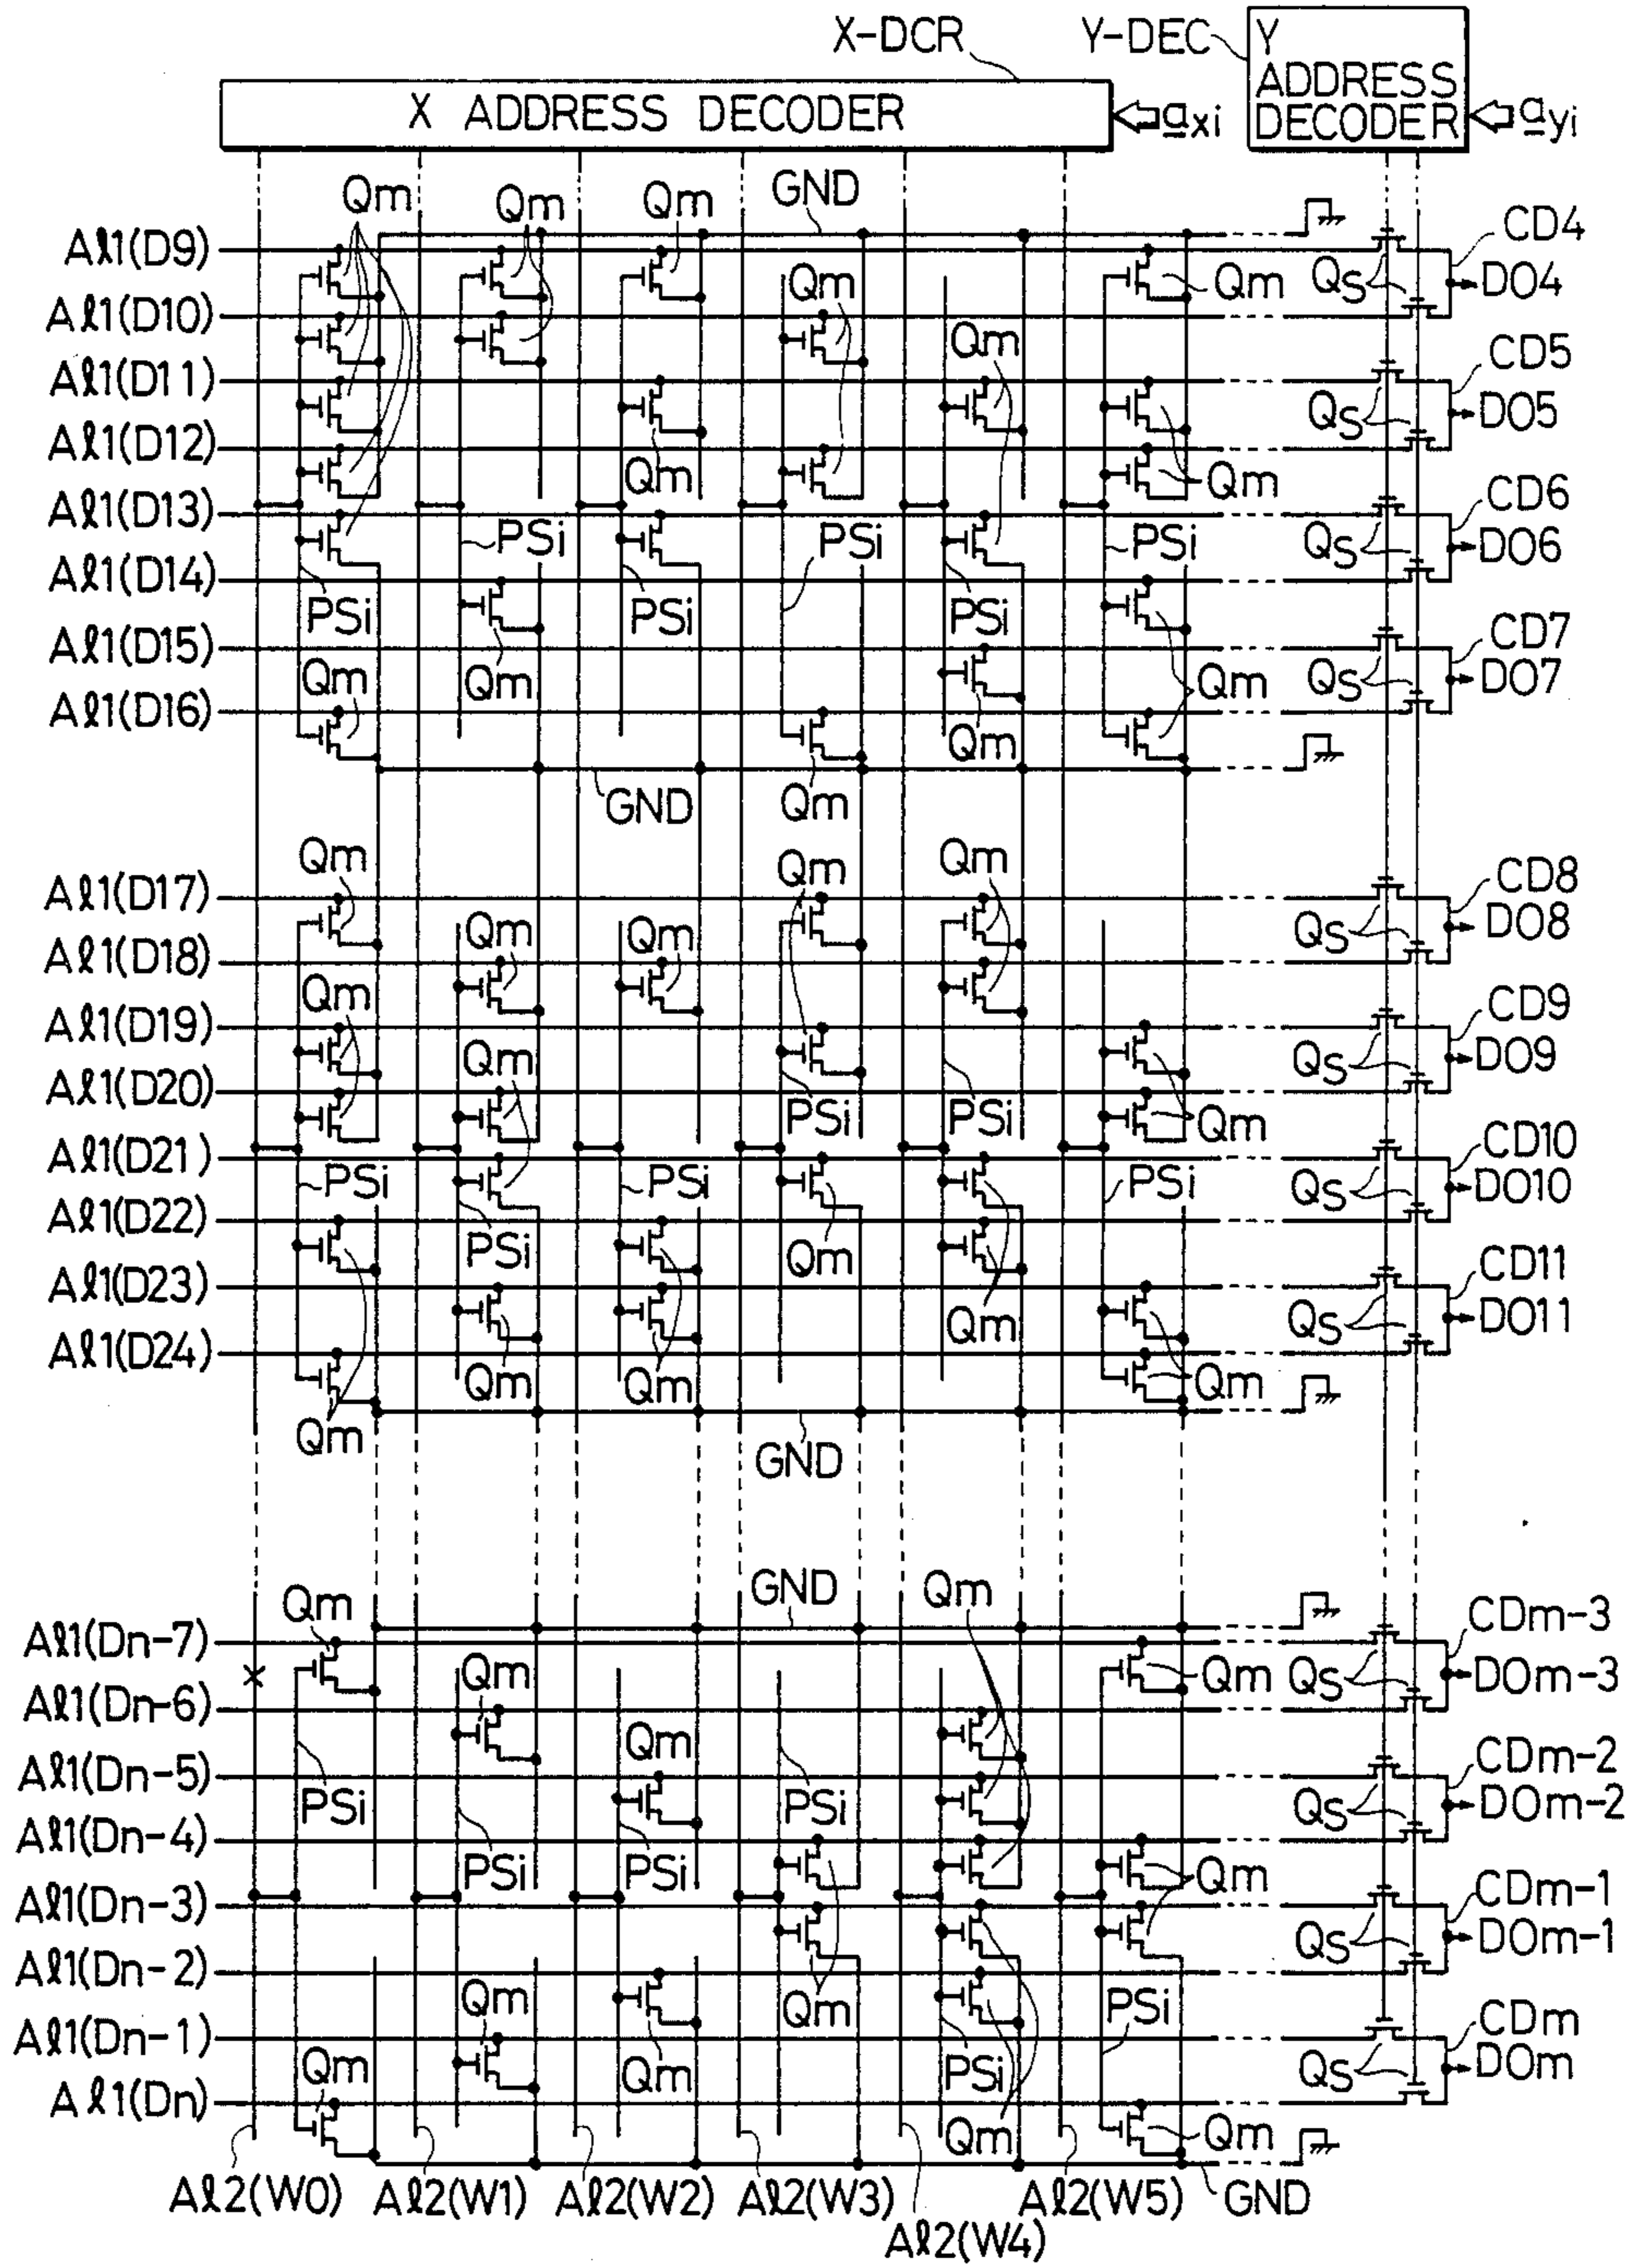 X-DCR Y-DEC Y
ADDRESS
DECODER
X ADDRESS DECODER axi ayi
Qm Qm Qm GND
Aℓ1(D9) CD4
Qm Qm QS DO4
Aℓ1(D10)
Qm
Aℓ1(D11) CD5
QS DO5
Aℓ1(D12)
Qm Qm
Aℓ1(D13) CD6
PSi PSi PSi QS DO6
Aℓ1(D14)
PSi PSi PSi
Aℓ1(D15) CD7
Qm Qm Qm QS DO7
Aℓ1(D16)
Qm
GND Qm
Qm Qm Qm
Aℓ1(D17) CD8
Qm Qm QS DO8
Aℓ1(D18)
Qm
Aℓ1(D19) CD9
Qm QS DO9
Aℓ1(D20)
PSi PSi Qm
Aℓ1(D21) CD10
PSi PSi PSi QS DO10
Aℓ1(D22)
PSi Qm
Aℓ1(D23) CD11
Qm QS DO11
Aℓ1(D24)
Qm Qm Qm
Qm
GND
GND Qm
Qm CDm-3
Aℓ1(Dn-7)
Qm Qm QS DOm-3
Aℓ1(Dn-6)
Qm CDm-2
Aℓ1(Dn-5)
PSi PSi QS DOm-2
Aℓ1(Dn-4)
PSi PSi Qm
Aℓ1(Dn-3) CDm-1
QS DOm-1
Aℓ1(Dn-2)
Qm Qm PSi
Aℓ1(Dn-1) CDm
Qm Qm PSi QS DOm
Aℓ1(Dn)
Qm Qm
Aℓ2(W0) Aℓ2(W1) Aℓ2(W2) Aℓ2(W3) Aℓ2(W5) GND
Aℓ2(W4)